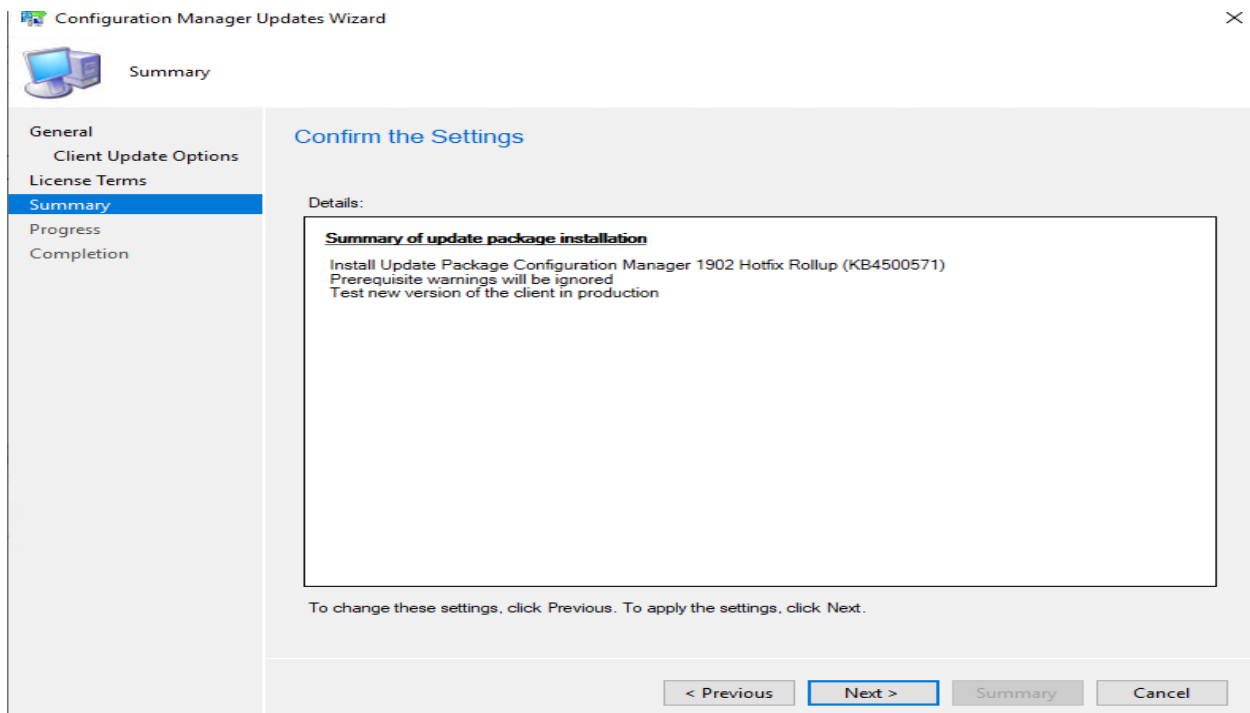 Configuration Manager Updates Wizard
Summary
General
Client Update Options
License Terms
Summary
Progress
Completion
Confirm the Settings
Details:
Summary of update package installation
Install Update Package Configuration Manager 1902 Hotfix Rollup (KB4500571)
Prerequisite warnings will be ignored
Test new version of the client in production
To change these settings, click Previous. To apply the settings, click Next.
< Previous
Next >
Summary
Cancel